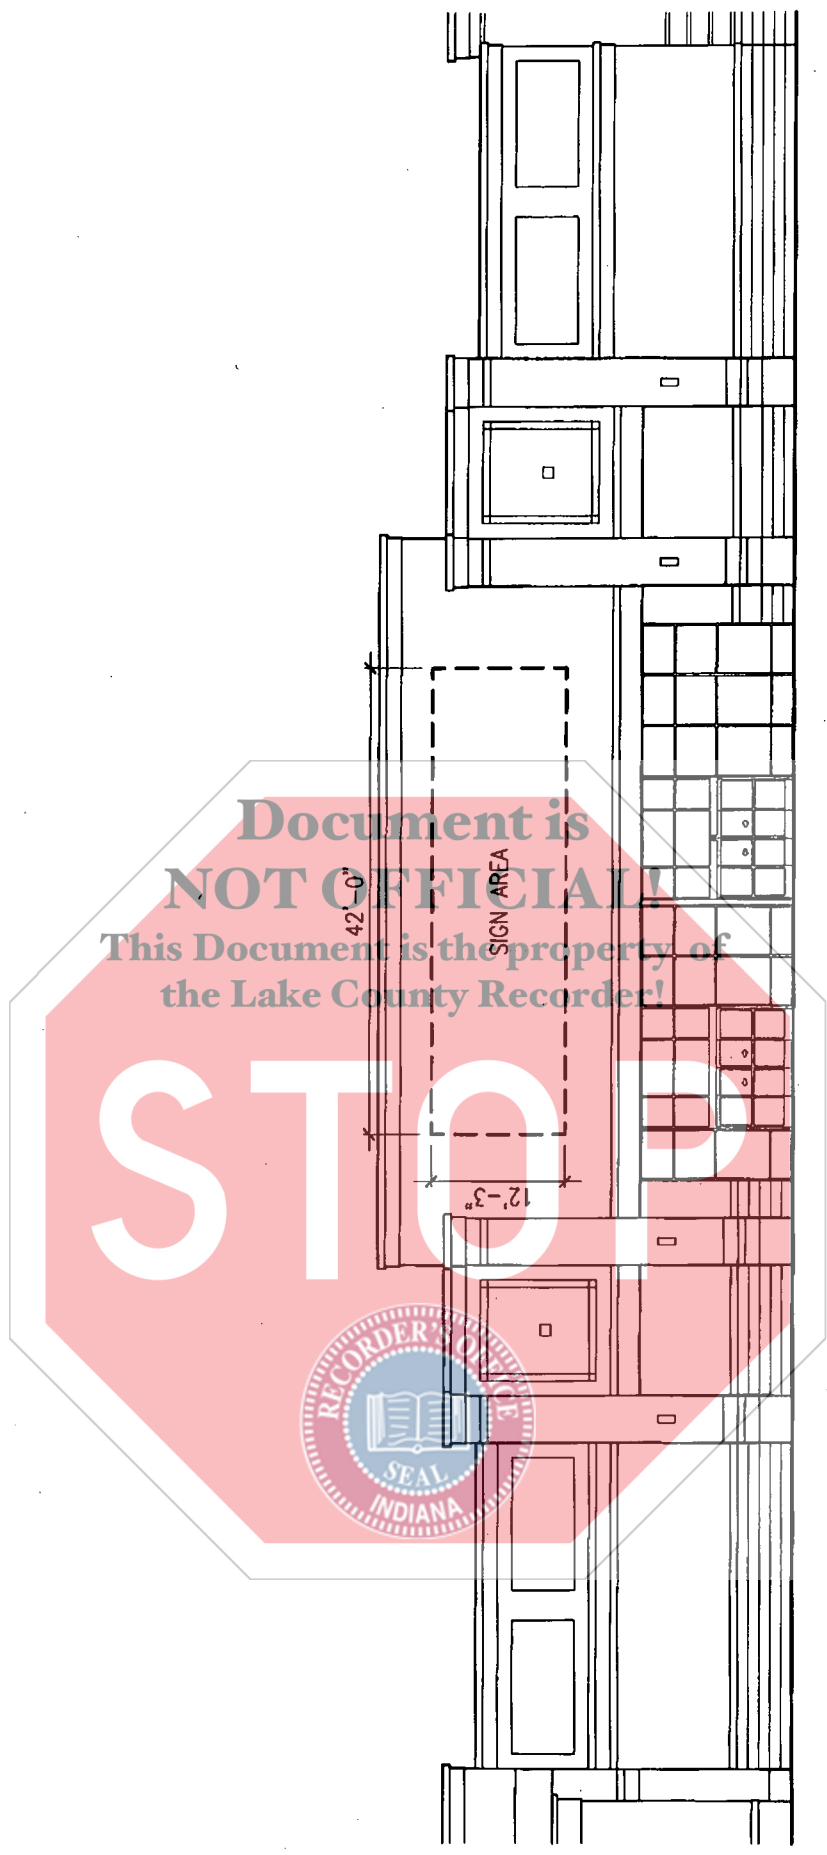 Document is
NOT OFFICIAL!
This Document is the property of
the Lake County Recorder!
STOP
42'-0"
SIGN AREA
12'-3"
RECORDER'S OFFICE
SEAL
INDIANA